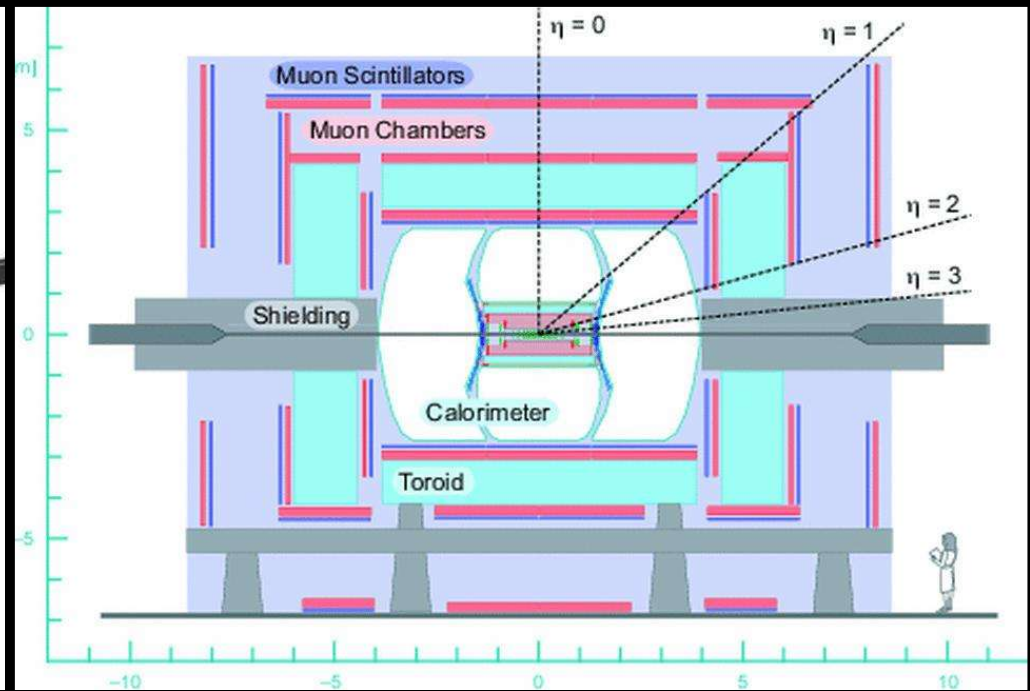 η = 0
η = 1
m]
Muon Scintillators
5
Muon Chambers
η = 2
η = 3
Shielding
0
Calorimeter
Toroid
–5
–10
–5
0
5
10